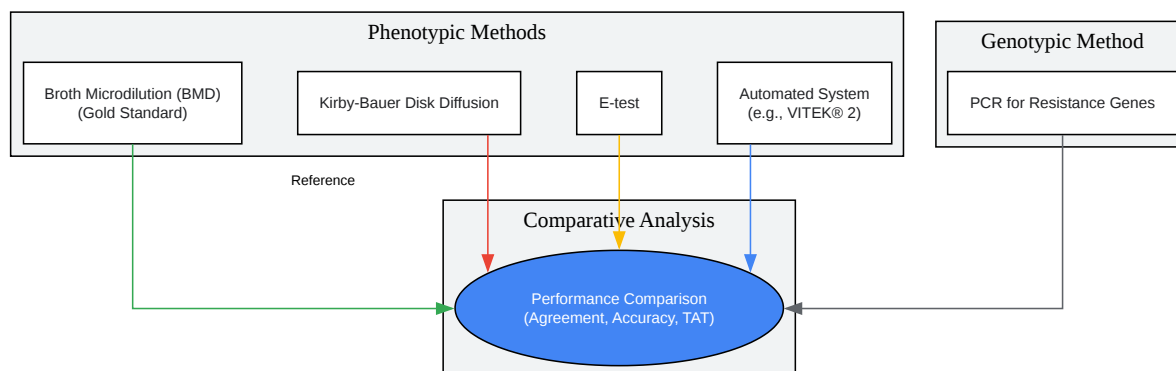 Phenotypic Methods
Broth Microdilution (BMD)
(Gold Standard)
Kirby-Bauer Disk Diffusion
E-test
Automated System
(e.g., VITEK® 2)
Genotypic Method
PCR for Resistance Genes
Reference
Comparative Analysis
Performance Comparison
(Agreement, Accuracy, TAT)